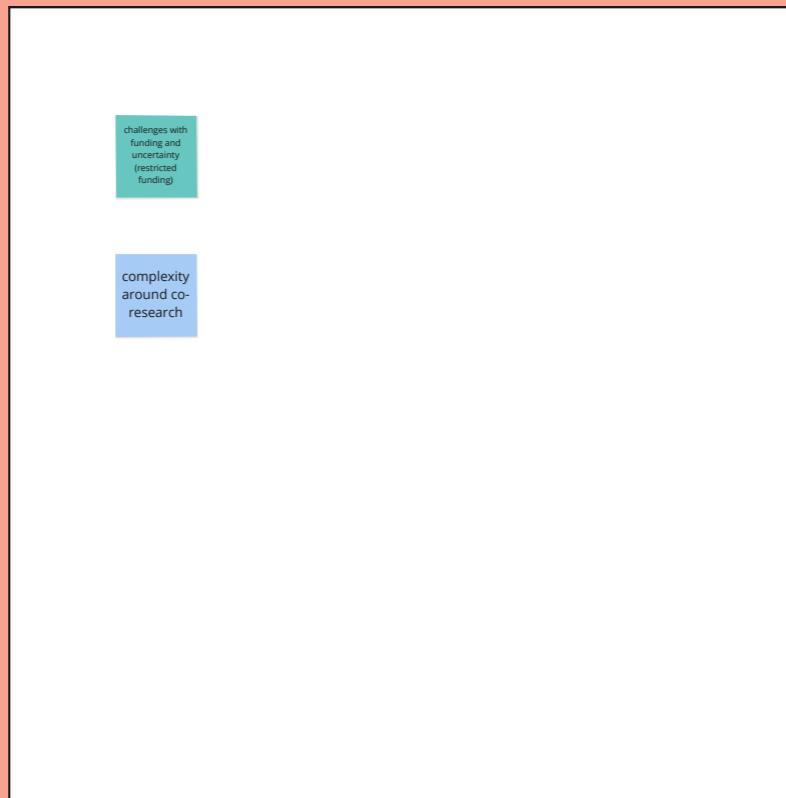 challenges with
funding and
uncertainty
(restricted
funding)
complexity
around co-
research